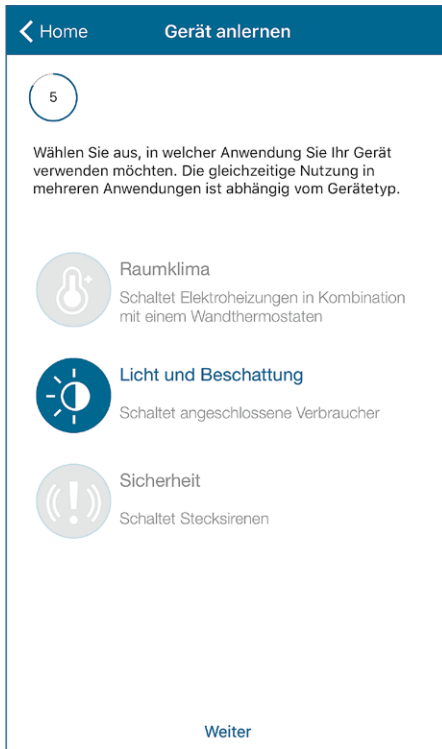 Home
Gerät anlernen
5
Wählen Sie aus, in welcher Anwendung Sie Ihr Gerät
verwenden möchten. Die gleichzeitige Nutzung in
mehreren Anwendungen ist abhängig vom Gerätetyp.
Raumklima
Schaltet Elektroheizungen in Kombination
mit einem Wandthermostaten
Licht und Beschattung
Schaltet angeschlossene Verbraucher
Sicherheit
Schaltet Stecksirenen
Weiter